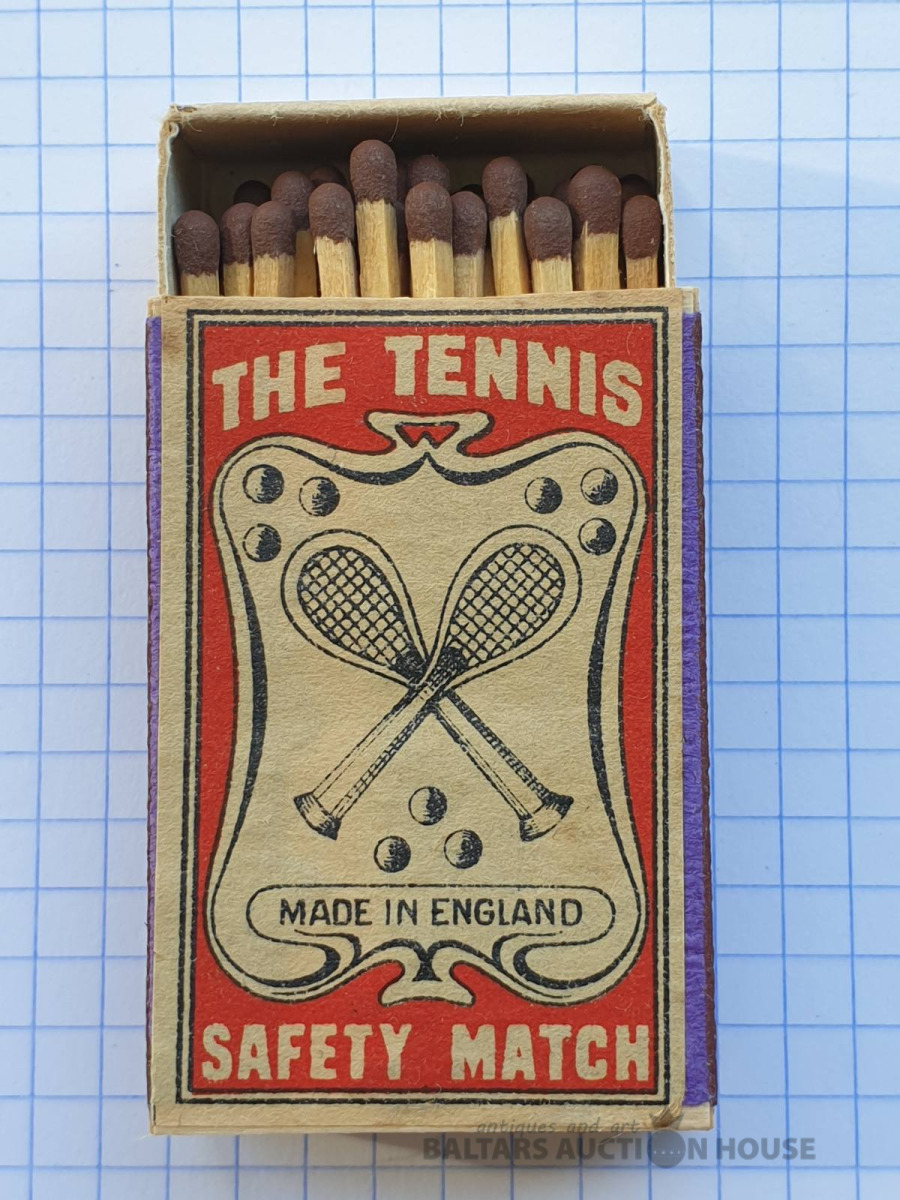 THE TENNIS
MADE IN ENGLAND
SAFETY MATCH
antiques and art
BALTARS AUCTION HOUSE